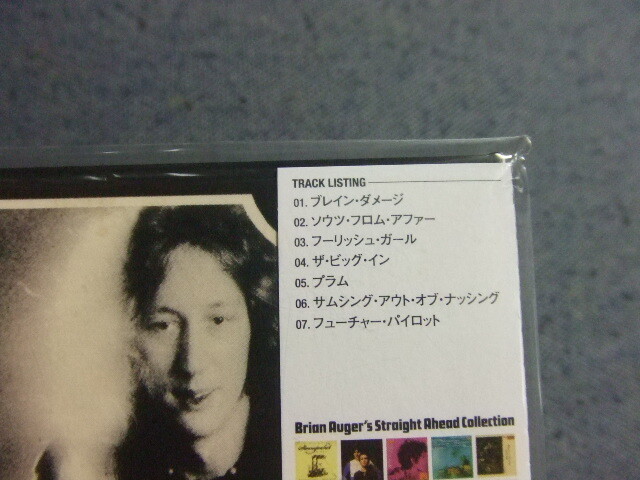 TRACK LISTING
01. ブレイン・ダメージ
02. ソウツ・フロム・アファー
03. フーリッシュ・ガール
04. ザ・ビッグ・イン
05. プラム
06. サムシング・アウト・オブ・ナッシング
07. フューチャー・パイロット
Brian Auger's Straight Ahead Collection